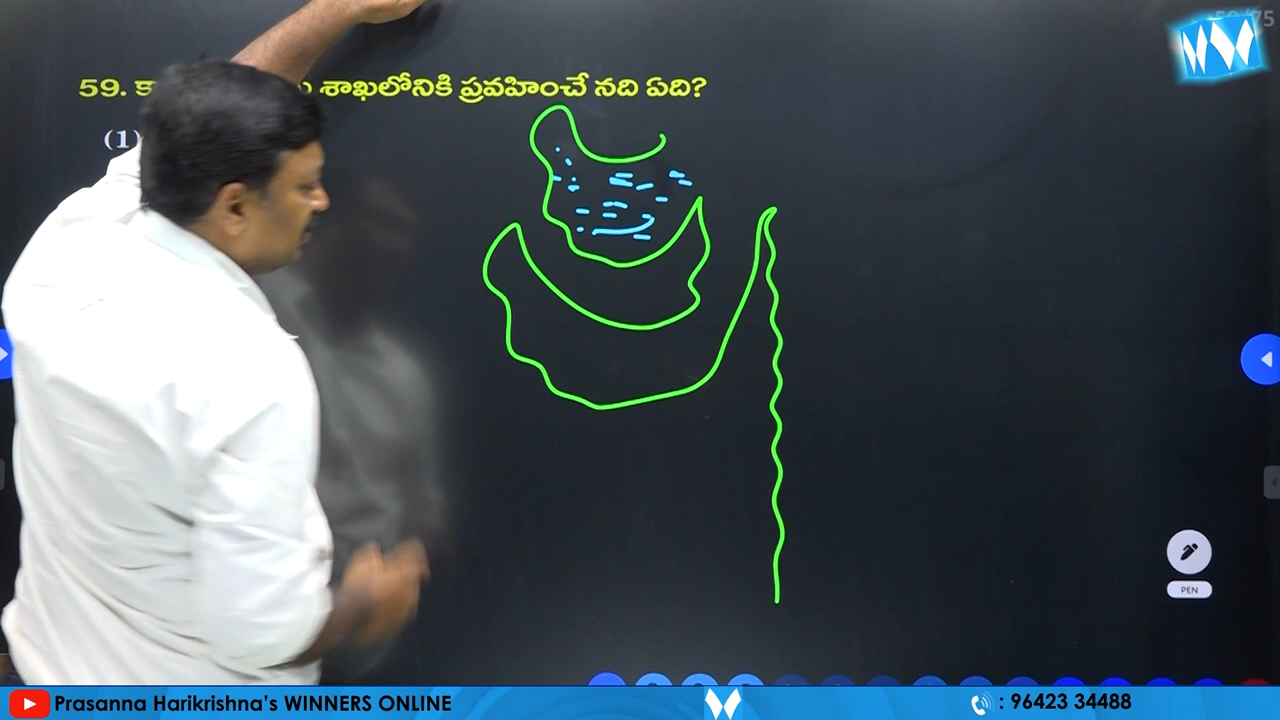 59. శాఖలోనికి ప్రవహించే నది ఏది?
(1)
PEN
Prasanna Harikrishna's WINNERS ONLINE
: 96423 34488